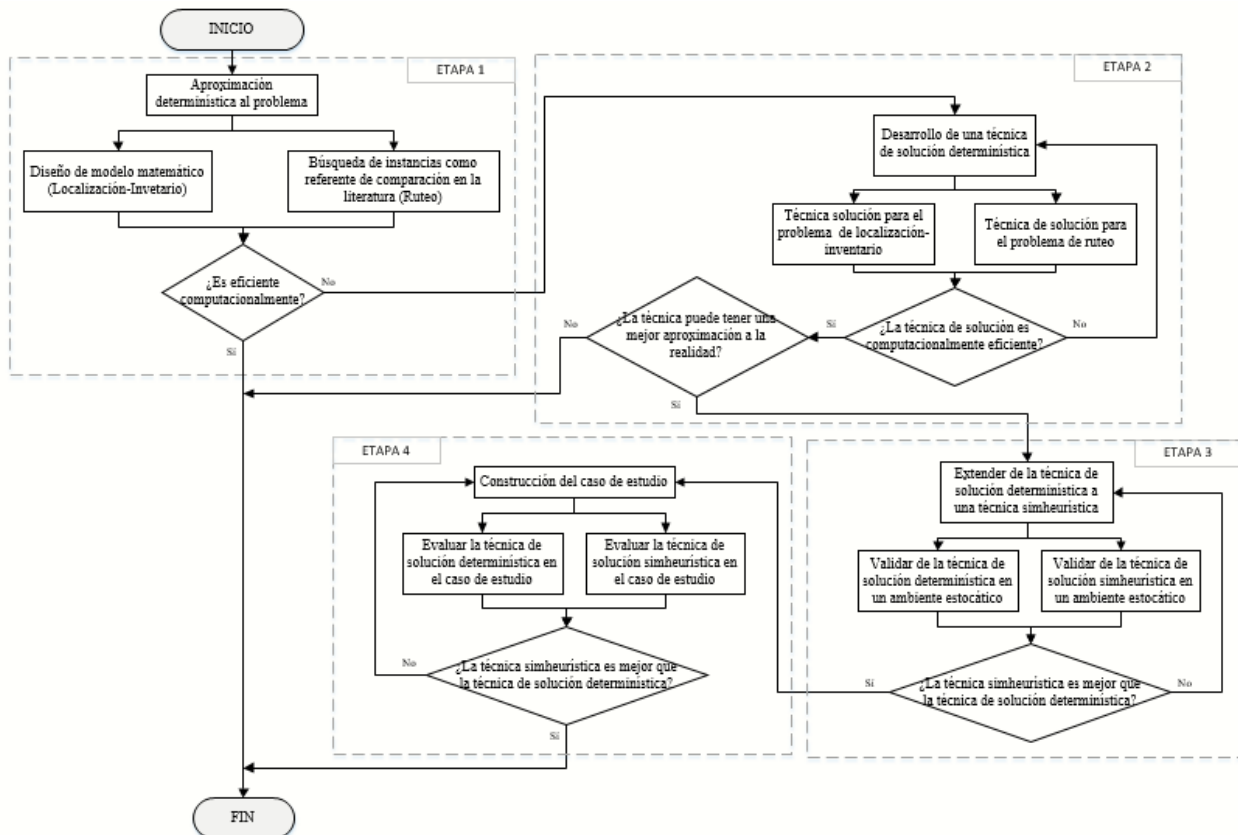 INICIO
ETAPA 1
Aproximación
determinística al problema
Diseño de modelo matemático
(Localización-Invetario)
Búsqueda de instancias como
referente de comparación en la
literatura (Ruteo)
¿Es eficiente
computacionalmente?
No
Sí
ETAPA 2
Desarrollo de una técnica
de solución determinística
Técnica solución para el
problema de localización-
inventario
Técnica de solución para
el problema de ruteo
¿La técnica de solución es
computacionalmente eficiente?
No
Sí
¿La técnica puede tener una
mejor aproximación a la
realidad?
No
Sí
ETAPA 3
Extender de la técnica de
solución determinística a
una técnica simheurística
Validar de la técnica de
solución determinística en
un ambiente estocático
Validar de la técnica de
solución simheurística en
un ambiente estocático
¿La técnica simheurística es mejor que
la técnica de solución determinística?
No
Sí
ETAPA 4
Construcción del caso de estudio
Evaluar la técnica de
solución determinística en
el caso de estudio
Evaluar la técnica de
solución simheurística en
el caso de estudio
¿La técnica simheurística es mejor que
la técnica de solución determinística?
No
Sí
FIN